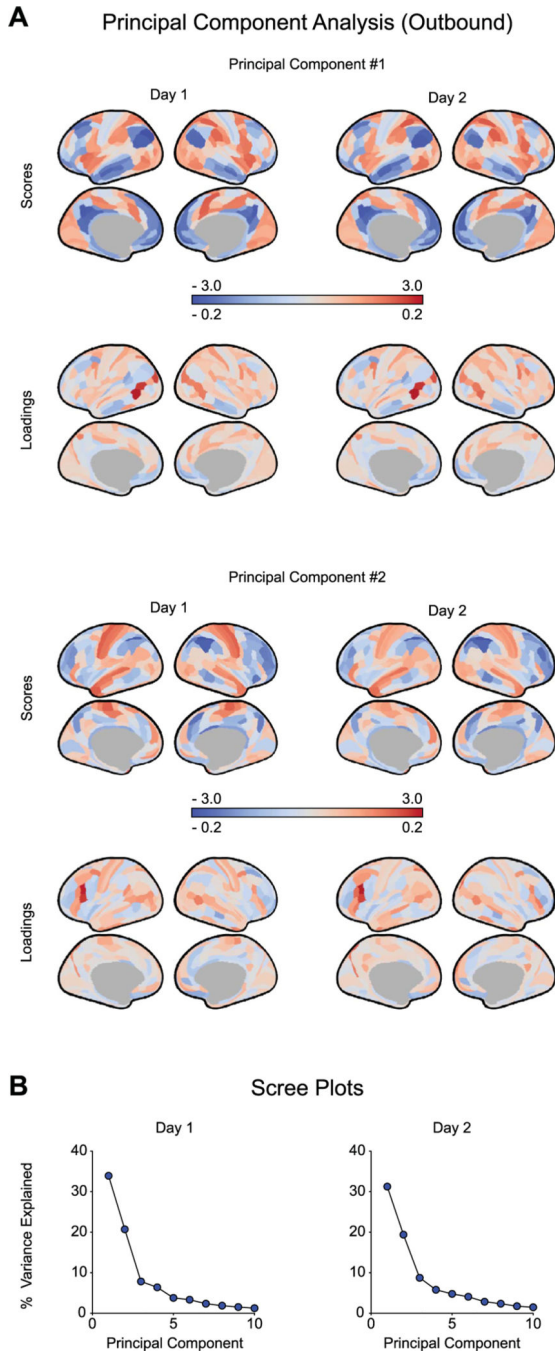 A Principal Component Analysis (Outbound)
Principal Component #1
Day 1 Day 2
Scores
- 3.0 3.0
- 0.2 0.2
Loadings
Principal Component #2
Day 1 Day 2
Scores
- 3.0 3.0
- 0.2 0.2
Loadings
B Scree Plots
Day 1 Day 2
% Variance Explained
40 40
30 30
20 20
10 10
0 0
0 5 10 0 5 10
Principal Component Principal Component